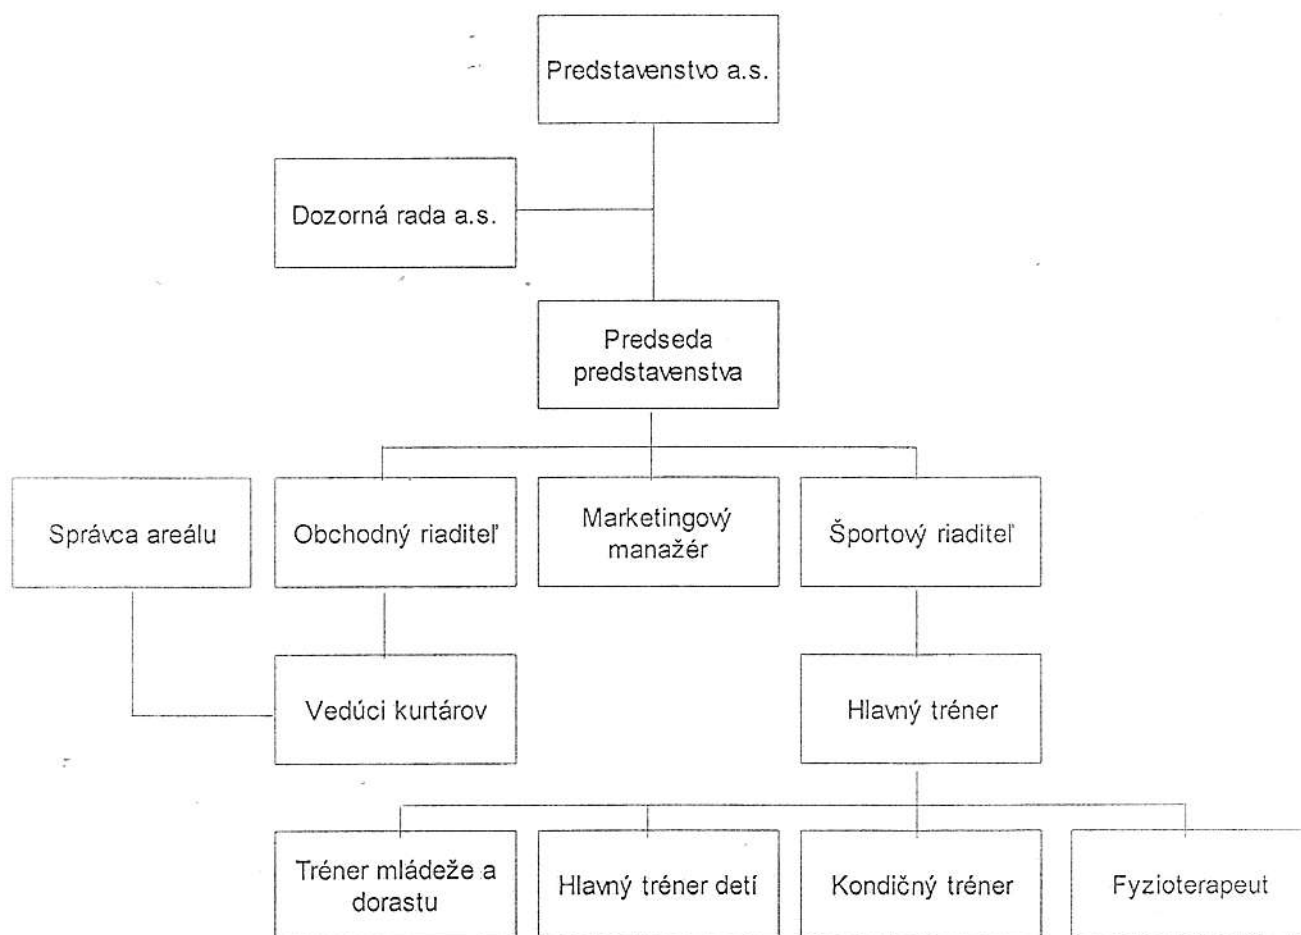 Predstavenstvo a.s.
Dozorná rada a.s.
Predseda
predstavenstva
Správca areálu
Obchodný riaditeľ
Marketingový
manažér
Športový riaditeľ
Vedúci kurtárov
Hlavný tréner
Tréner mládeže a
dorastu
Hlavný tréner detí
Kondičný tréner
Fyzioterapeut